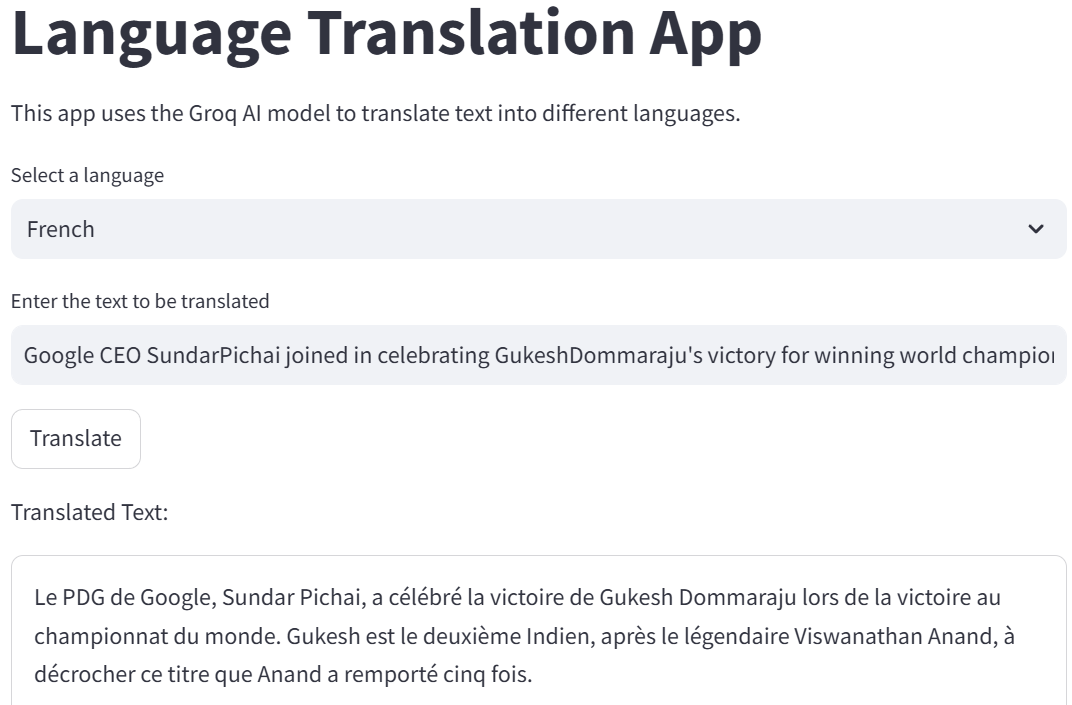 Language Translation App
This app uses the Groq AI model to translate text into different languages.
Select a language
French
Enter the text to be translated
Google CEO SundarPichai joined in celebrating GukeshDommaraju's victory for winning world champion
Translate
Translated Text:
Le PDG de Google, Sundar Pichai, a célébré la victoire de Gukesh Dommaraju lors de la victoire au
championnat du monde. Gukesh est le deuxième Indien, après le légendaire Viswanathan Anand, à
décrocher ce titre que Anand a remporté cinq fois.